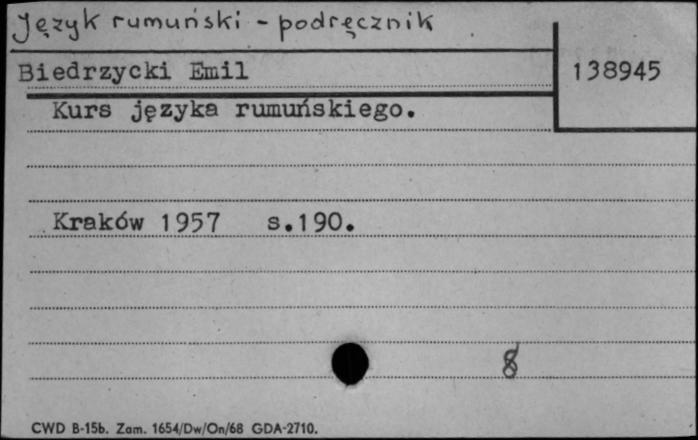 Język rumuński - podręcznik
Biedrzycki Emil
138945
Kurs języka rumuńskiego.
Kraków 1957 s.190.
8
CWD B-15b. Zam. 1654/Dw/On/68 GDA-2710.